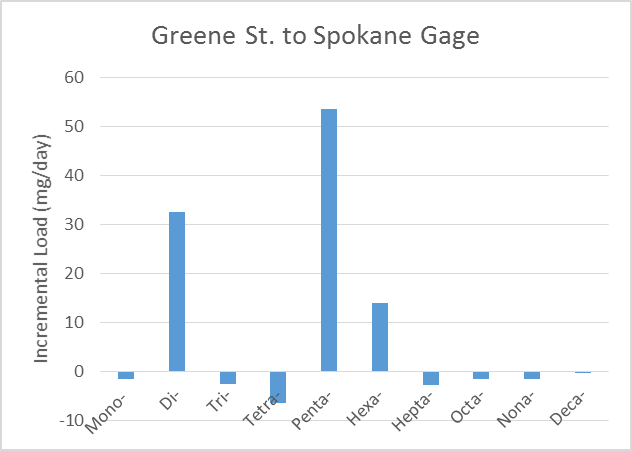 Greene St. to Spokane Gage
Incremental Load (mg/day)
60
50
40
30
20
10
0
-10
Mono-
Di-
Tri-
Tetra-
Penta-
Hexa-
Hepta-
Octa-
Nona-
Deca-